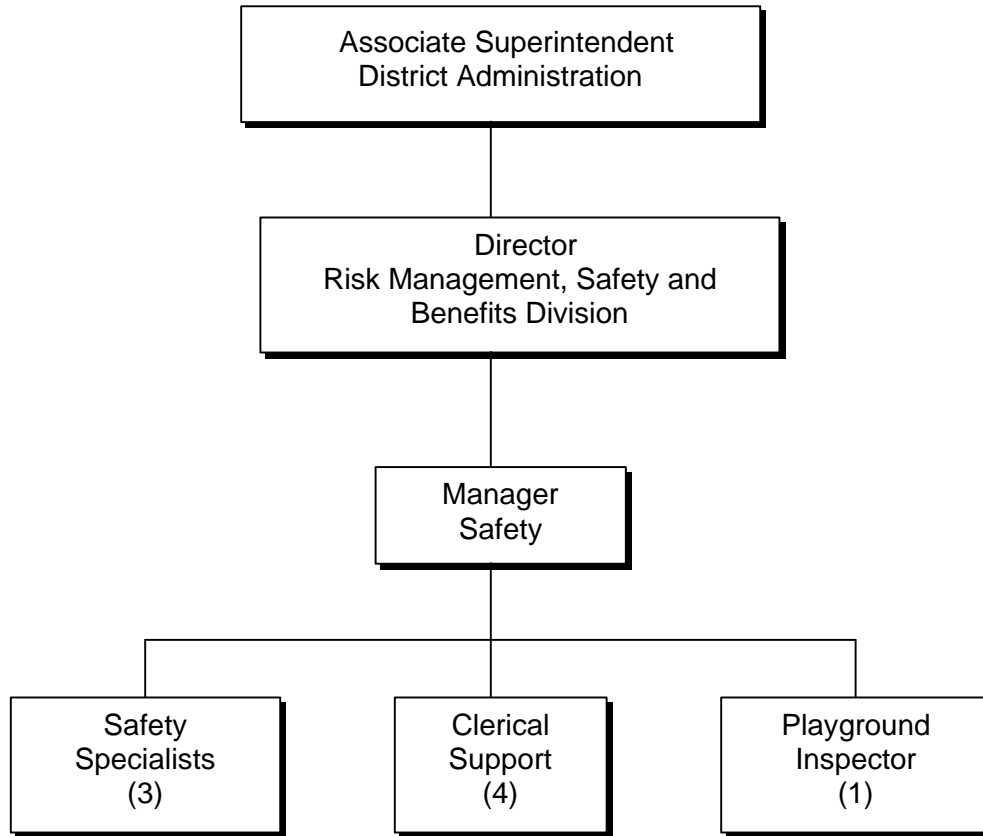 Associate Superintendent
District Administration
Director
Risk Management, Safety and
Benefits Division
Manager
Safety
Safety
Specialists
(3)
Clerical
Support
(4)
Playground
Inspector
(1)